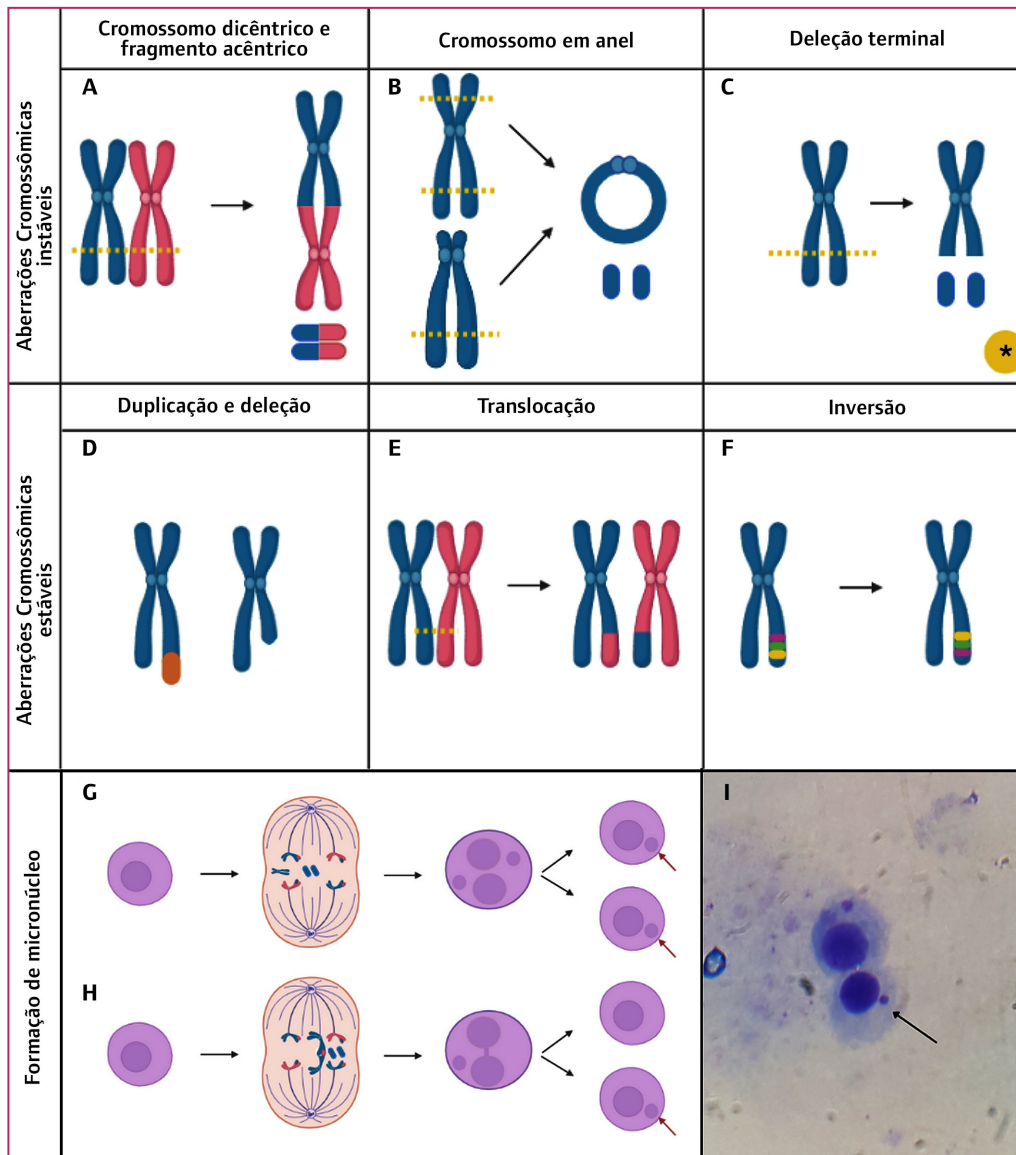 Cromossomo dicêntrico e
fragmento acêntrico
Cromossomo em anel
Deleção terminal
Aberrações Cromossômicas
instáveis
A
B
C
*
Duplicação e deleção
Translocação
Inversão
Aberrações Cromossômicas
estáveis
D
E
F
Formação de micronúcleo
G
H
I